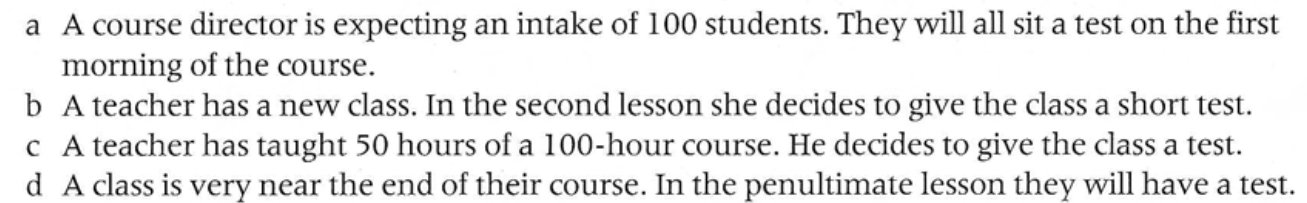 a A course director is expecting an intake of 100 students. They will all sit a test on the first
morning of the course.
b A teacher has a new class. In the second lesson she decides to give the class a short test.
c A teacher has taught 50 hours of a 100-hour course. He decides to give the class a test.
d A class is very near the end of their course. In the penultimate lesson they will have a test.